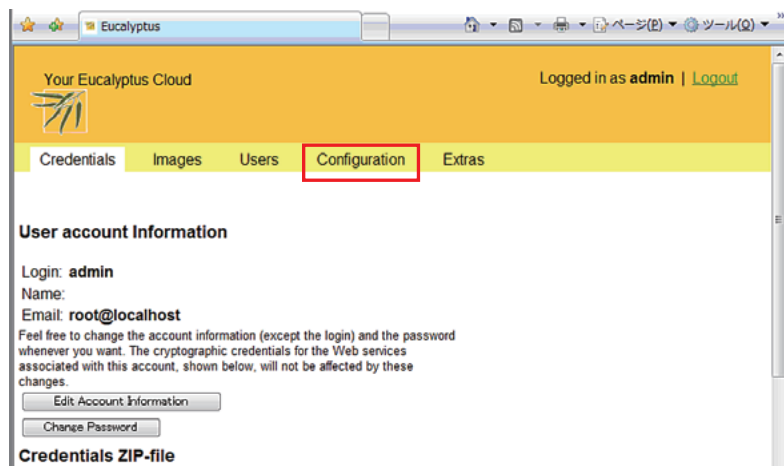 Eucalyptus
ページ(P)
ツール(O)
Your Eucalyptus Cloud
Logged in as admin | Logout
Credentials Images Users Configuration Extras
User account Information
Login: admin
Name:
Email: root@localhost
Feel free to change the account information (except the login) and the password
whenever you want. The cryptographic credentials for the Web services
associated with this account, shown below, will not be affected by these
changes.
Edit Account Information
Change Password
Credentials ZIP-file